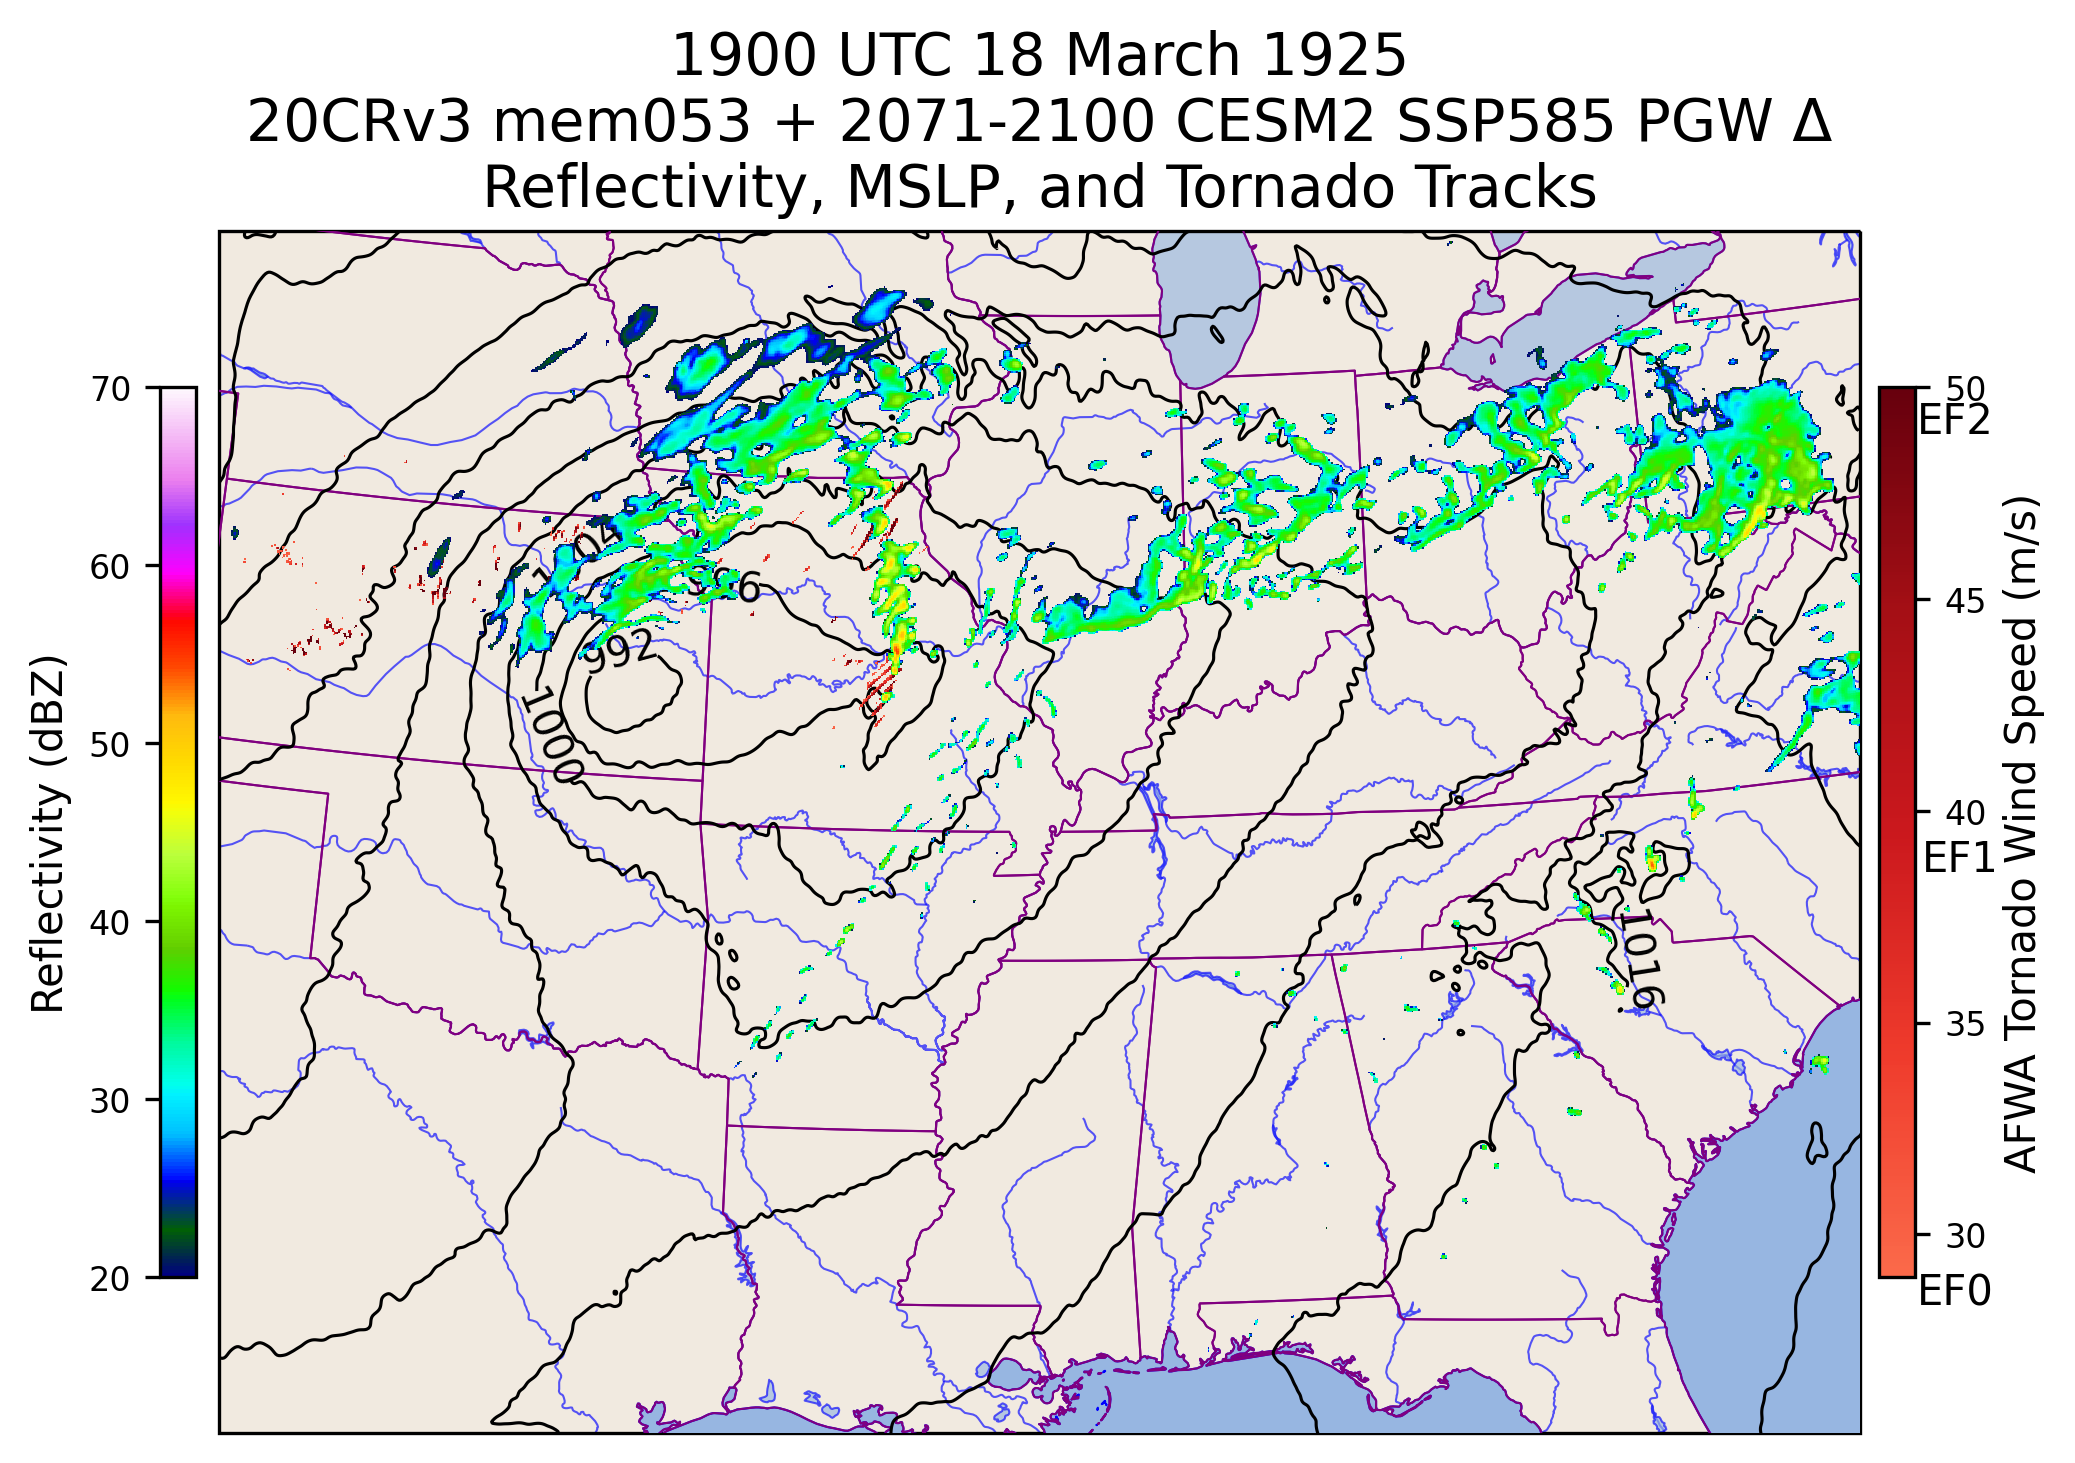 1900 UTC 18 March 1925
20CRv3 mem053 + 2071-2100 CESM2 SSP585 PGW Δ
Reflectivity, MSLP, and Tornado Tracks
70
60
50
40
30
20
Reflectivity (dBZ)
992
1000
1016
50
EF2
45
40
EF1
35
30
EF0
AFWA Tornado Wind Speed (m/s)